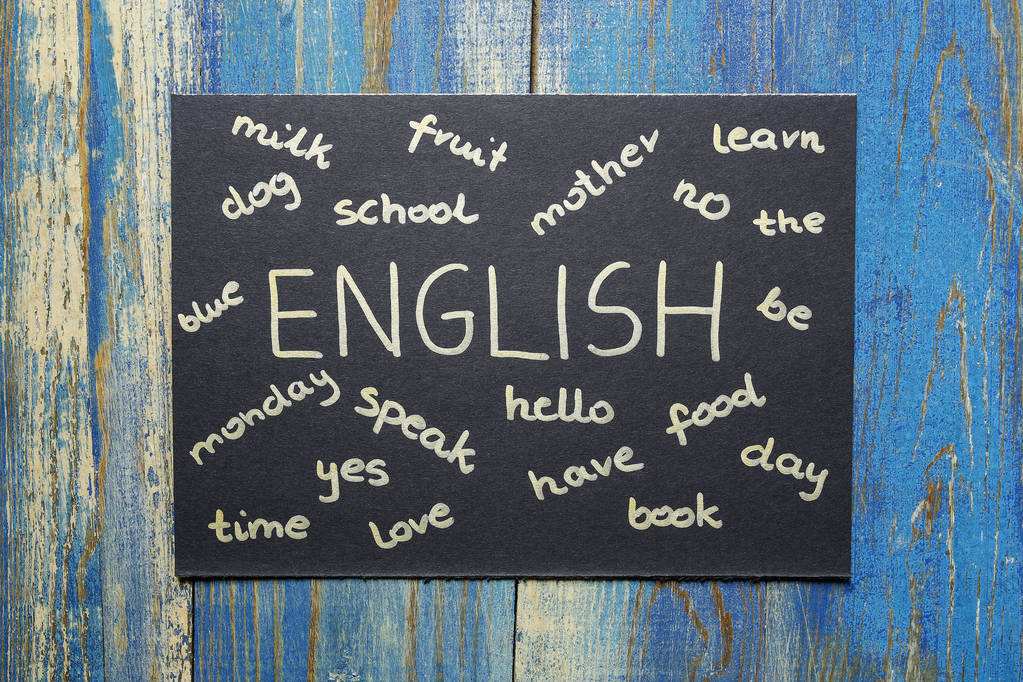 milk fruit mother learn
dog school no the
blue ENGLISH be
monday speak hello food
yes have day
time love book